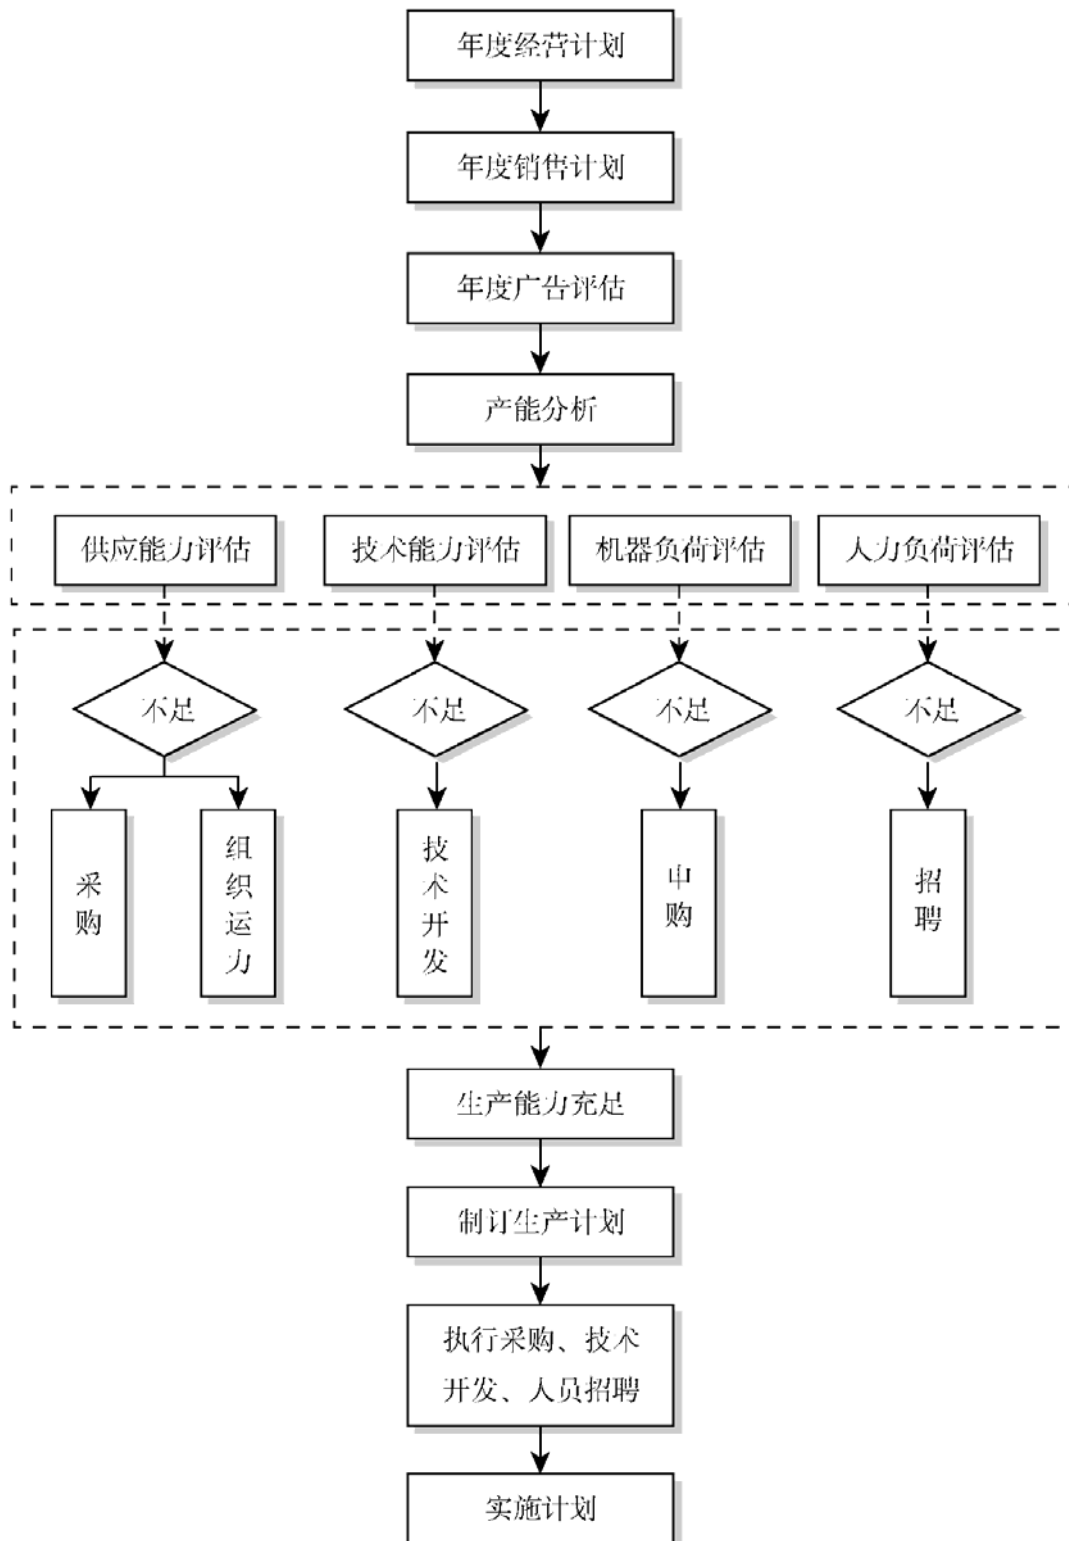 年度经营计划
年度销售计划
年度广告评估
产能分析
供应能力评估
技术能力评估
机器负荷评估
人力负荷评估
不足
不足
不足
不足
采购
组织运力
技术开发
申购
招聘
生产能力充足
制订生产计划
执行采购、技术
开发、人员招聘
实施计划